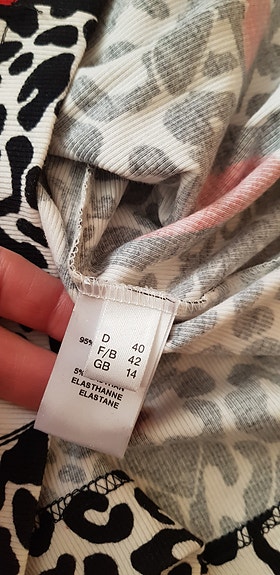 95%
D 40
F/B 42
GB 14
5%
ELASTHANNE
ELASTANE